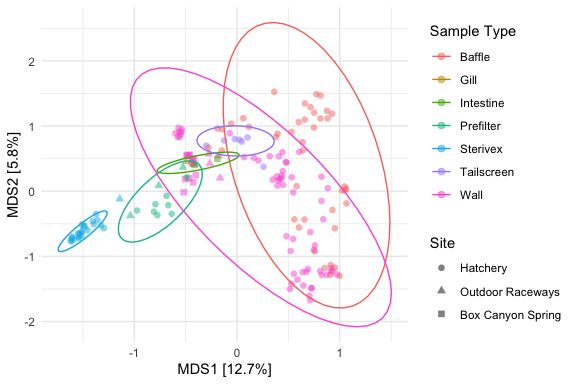 Sample Type
Baffle
Gill
Intestine
Prefilter
Sterivex
Tailscreen
Wall
Site
Hatchery
Outdoor Raceways
Box Canyon Spring
MDS2 [5.8%]
2
1
0
-1
-2
-1
0
1
MDS1 [12.7%]